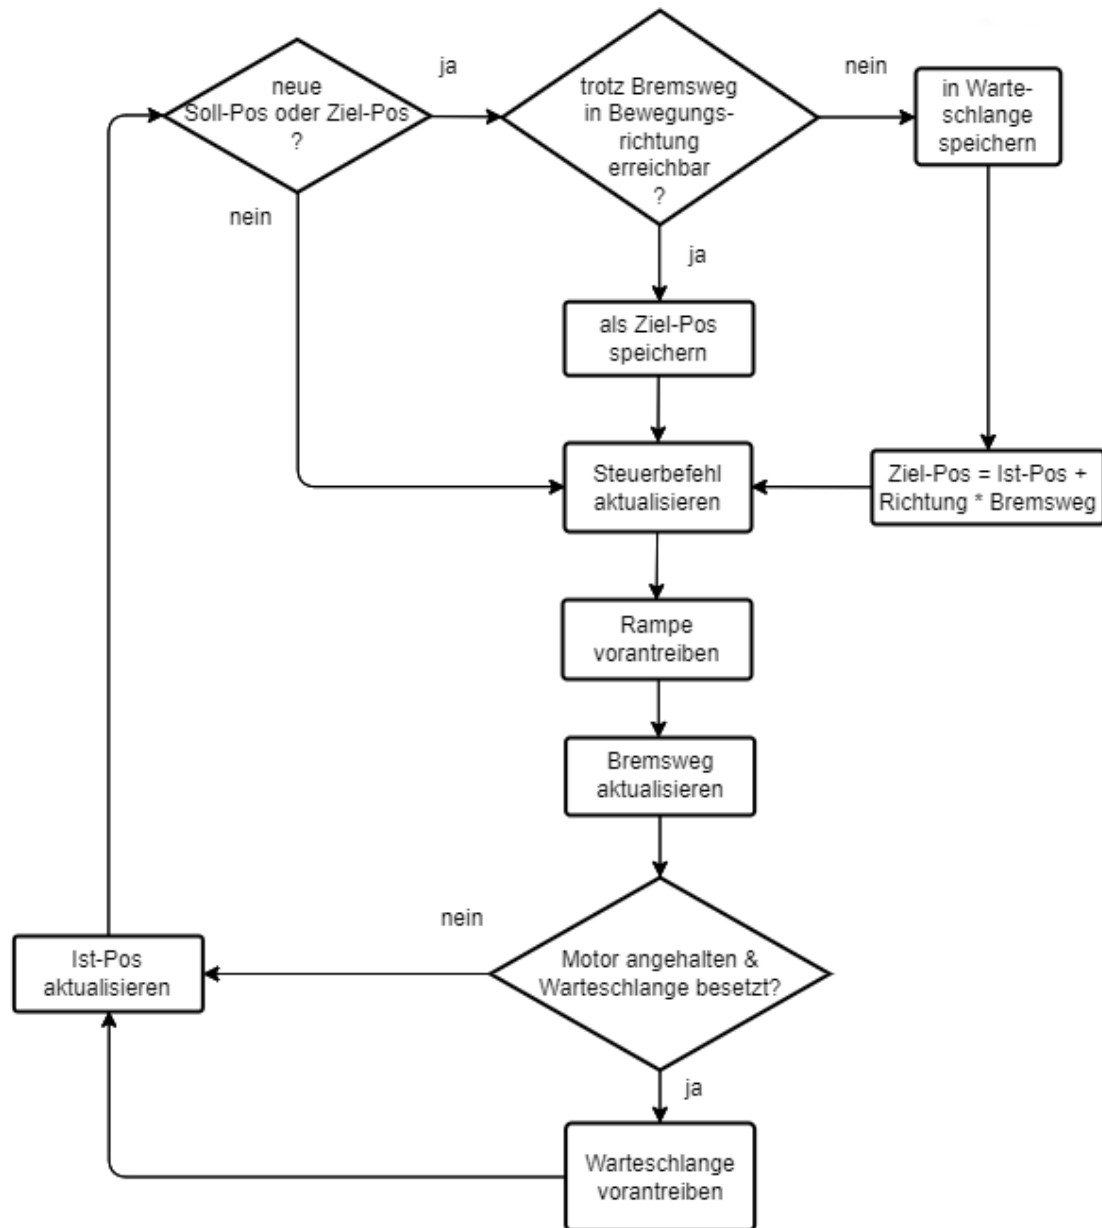 neue
Soll-Pos oder Ziel-Pos
?
ja
trotz Bremsweg
in Bewegungs-
richtung
erreichbar
?
nein
in Warte-
schlange
speichern
nein
ja
als Ziel-Pos
speichern
Steuerbefehl
aktualisieren
Ziel-Pos = Ist-Pos +
Richtung * Bremsweg
Rampe
vorantreiben
Bremsweg
aktualisieren
nein
Motor angehalten &
Warteschlange besetzt?
Ist-Pos
aktualisieren
ja
Warteschlange
vorantreiben